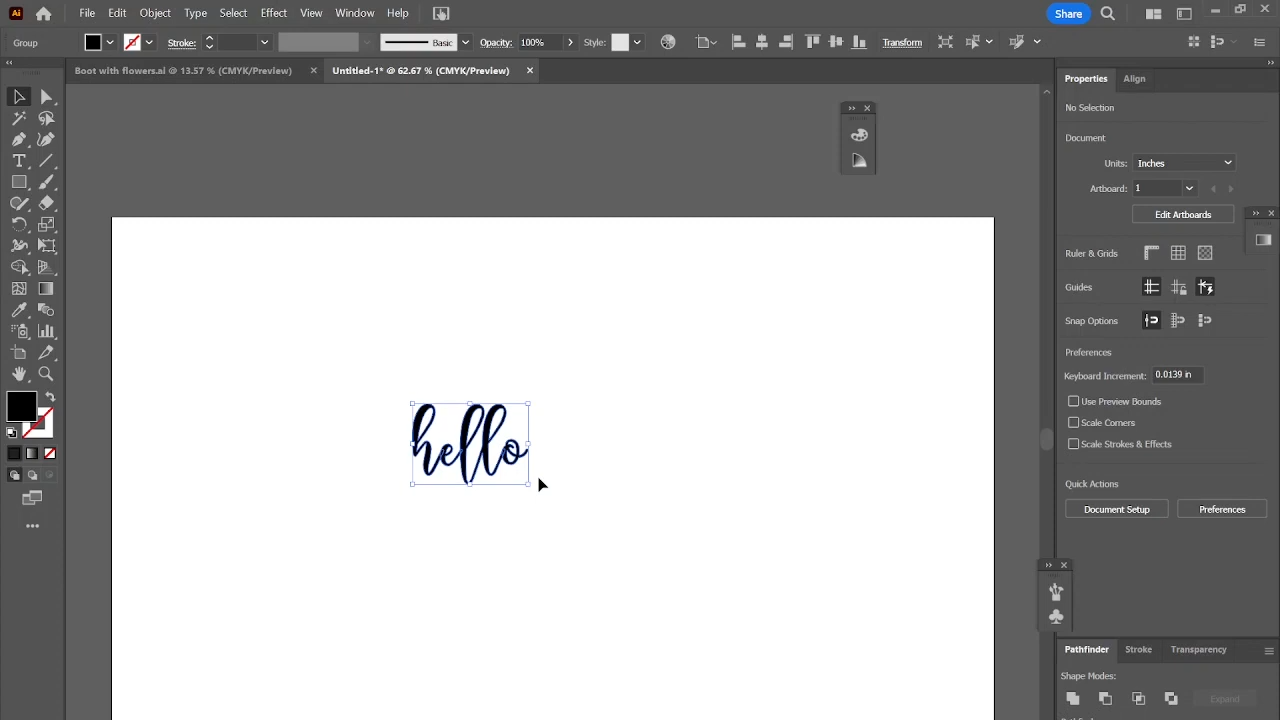 Ai File Edit Object Type Select Effect View Window Help Share
Group Stroke: Basic Opacity: 100% Style: Transform
Boot with flowers.ai @ 13.57 % (CMYK/Preview) Untitled-1* @ 62.67 % (CMYK/Preview)
Properties Align
No Selection
Document
Units: Inches
Artboard: 1
Edit Artboards
Ruler & Grids
Guides
Snap Options
Preferences
Keyboard Increment: 0.0139 in
Use Preview Bounds
Scale Corners
Scale Strokes & Effects
Quick Actions
Document Setup Preferences
hello
Pathfinder Stroke Transparency
Shape Modes:
Expand